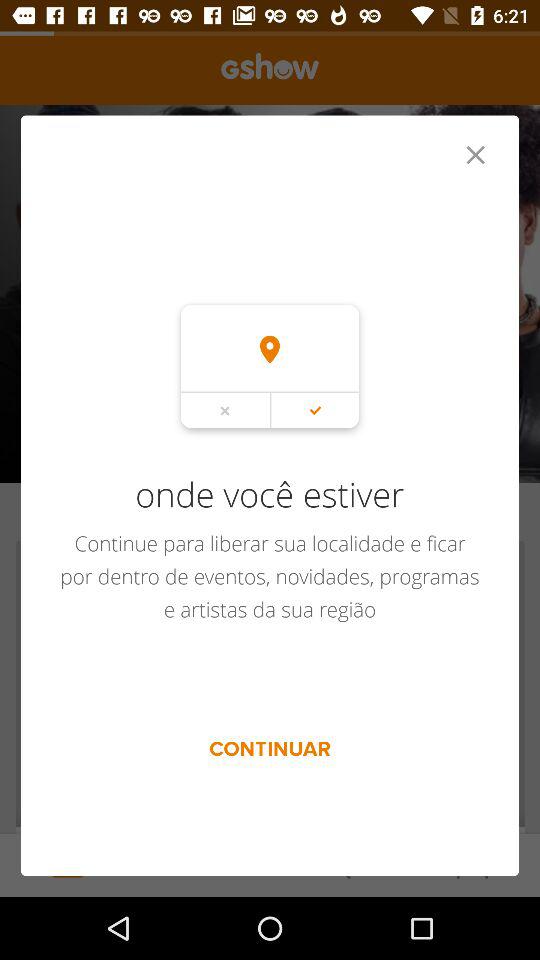 6:21
Gshow
onde você estiver
Continue para liberar sua localidade e ficar
por dentro de eventos, novidades, programas
e artistas da sua região
CONTINUAR